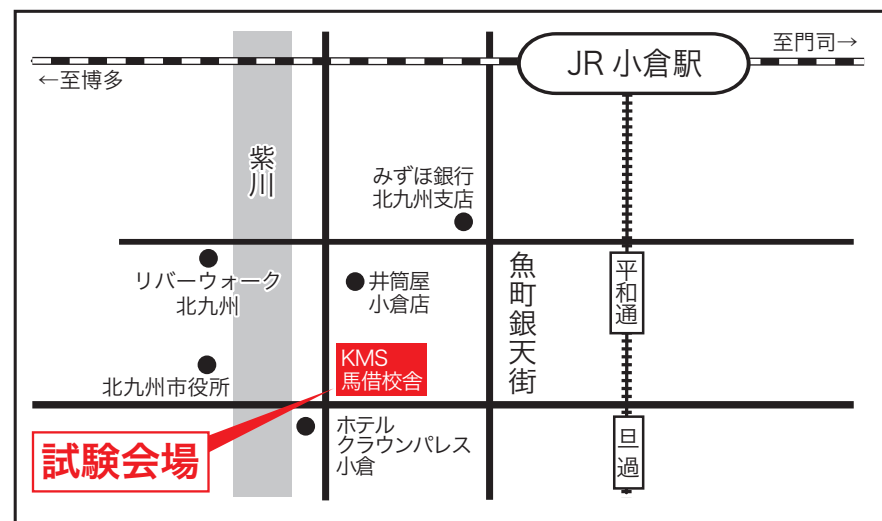 至門司→
JR 小倉駅
←至博多
紫川
みずほ銀行
北九州支店
リバーウォーク
北九州
井筒屋
小倉店
魚町銀天街
平和通
KMS
馬借校舎
北九州市役所
ホテル
クラウンパレス
小倉
旦過
試験会場